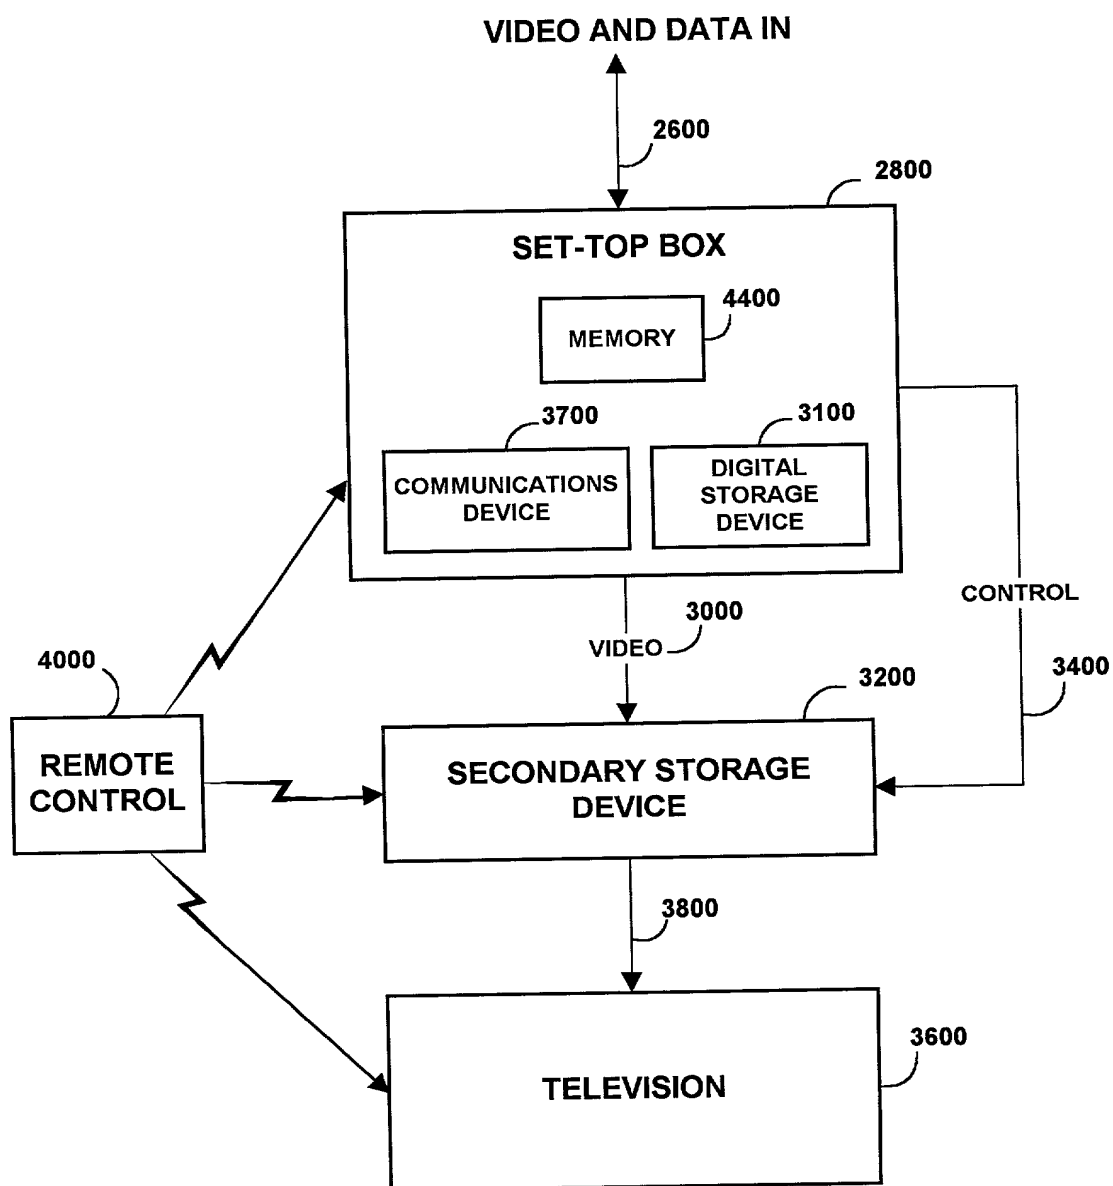 VIDEO AND DATA IN
2600
2800
SET-TOP BOX
4400
MEMORY
3700
3100
COMMUNICATIONS
DEVICE
DIGITAL
STORAGE
DEVICE
CONTROL
3000
VIDEO
4000
3200
3400
REMOTE
CONTROL
SECONDARY STORAGE
DEVICE
3800
3600
TELEVISION